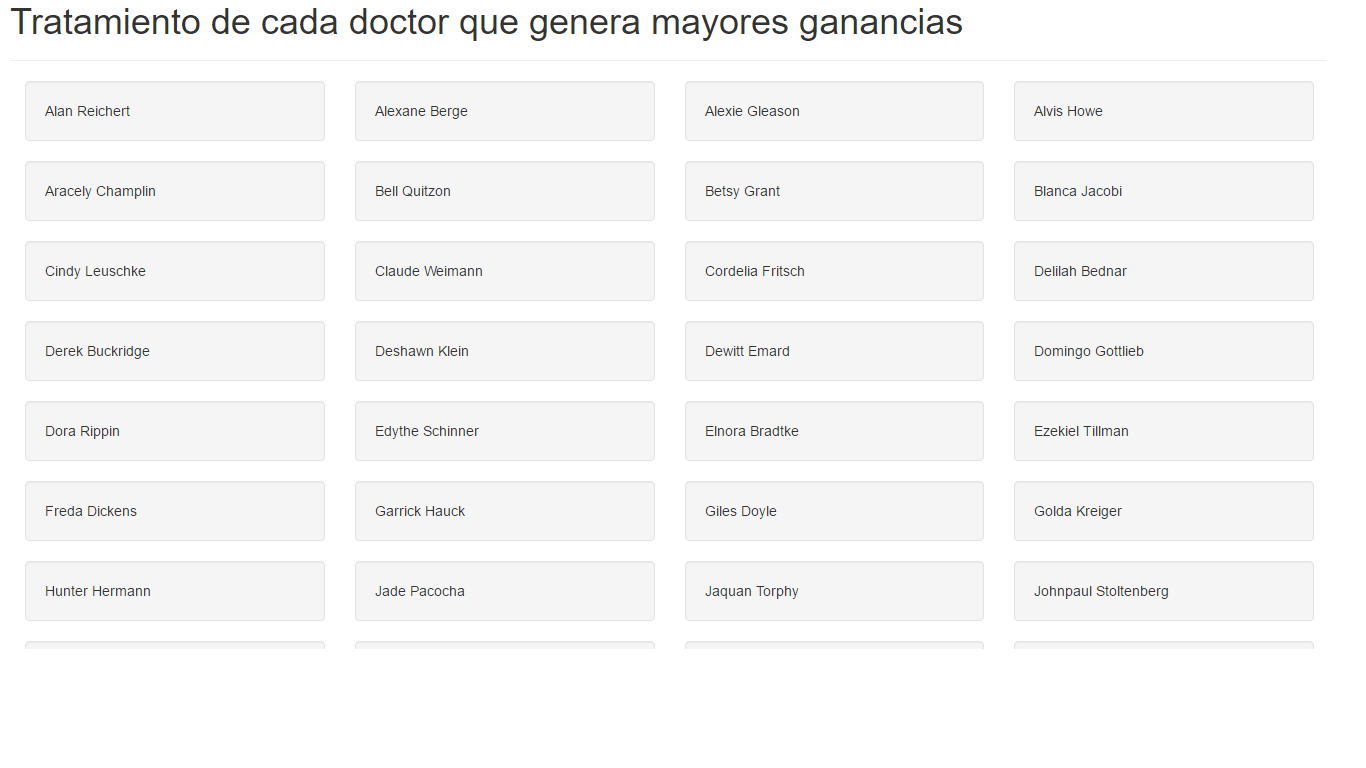 Tratamiento de cada doctor que genera mayores ganancias
Alan Reichert
Alexane Berge
Alexie Gleason
Alvis Howe
Aracely Champlin
Bell Quitzon
Betsy Grant
Blanca Jacobi
Cindy Leuschke
Claude Weimann
Cordelia Fritsch
Delilah Bednar
Derek Buckridge
Deshawn Klein
Dewitt Emard
Domingo Gottlieb
Dora Rippin
Edythe Schinner
Elnora Bradtke
Ezekiel Tillman
Freda Dickens
Garrick Hauck
Giles Doyle
Golda Kreiger
Hunter Hermann
Jade Pacocha
Jaquan Torphy
Johnpaul Stoltenberg